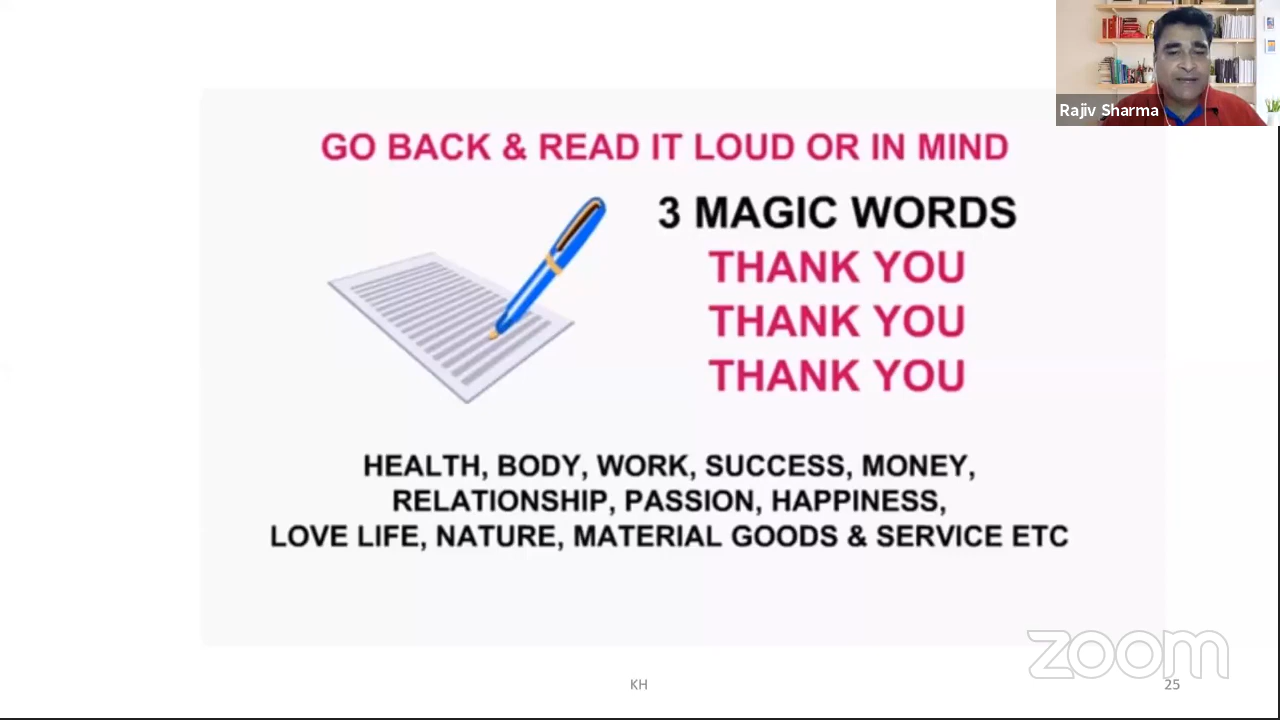 Rajiv Sharma
GO BACK & READ IT LOUD OR IN MIND
3 MAGIC WORDS
THANK YOU
THANK YOU
THANK YOU
HEALTH, BODY, WORK, SUCCESS, MONEY,
RELATIONSHIP, PASSION, HAPPINESS,
LOVE LIFE, NATURE, MATERIAL GOODS & SERVICE ETC
zoom
KH
25